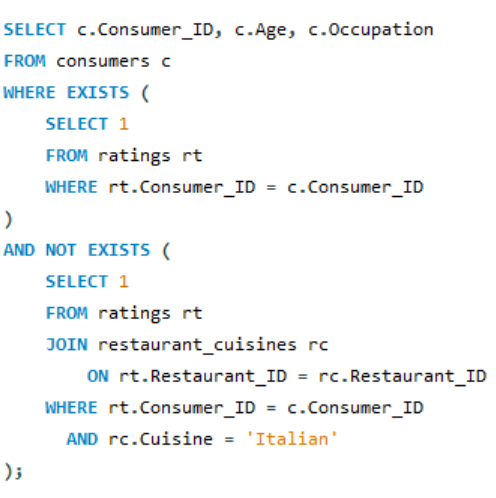 SELECT c.Consumer_ID, c.Age, c.Occupation
FROM consumers c
WHERE EXISTS (
    SELECT 1
    FROM ratings rt
    WHERE rt.Consumer_ID = c.Consumer_ID
)
AND NOT EXISTS (
    SELECT 1
    FROM ratings rt
    JOIN restaurant_cuisines rc
        ON rt.Restaurant_ID = rc.Restaurant_ID
    WHERE rt.Consumer_ID = c.Consumer_ID
      AND rc.Cuisine = 'Italian'
);